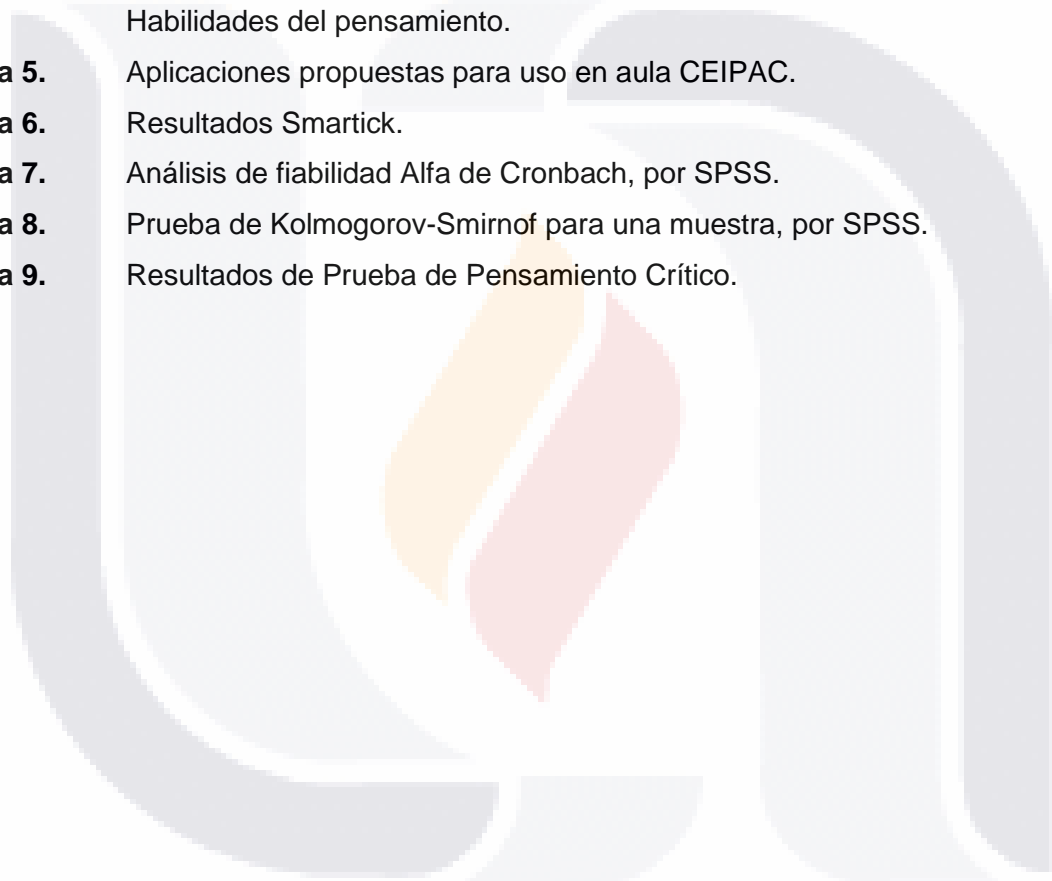 Habilidades del pensamiento.
a 5. Aplicaciones propuestas para uso en aula CEIPAC.
a 6. Resultados Smartick.
a 7. Análisis de fiabilidad Alfa de Cronbach, por SPSS.
a 8. Prueba de Kolmogorov-Smirnof para una muestra, por SPSS.
a 9. Resultados de Prueba de Pensamiento Crítico.